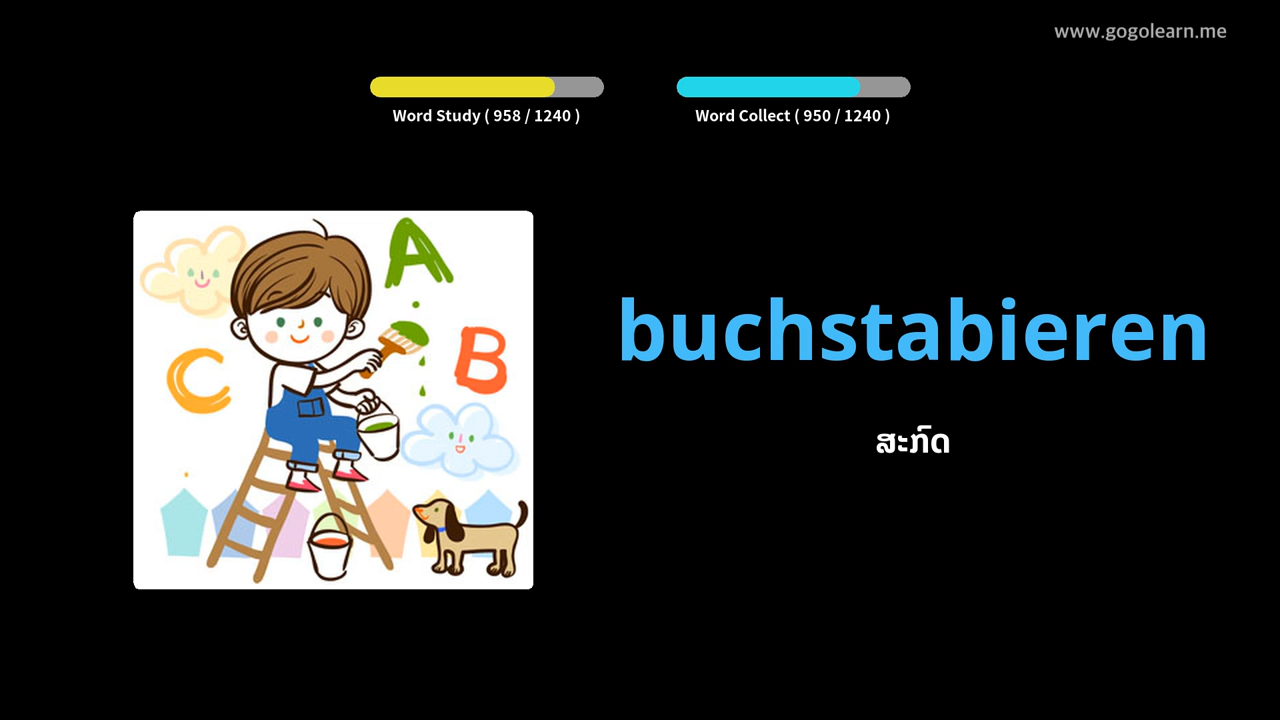 www.gogolearn.me
Word Study ( 958 / 1240 )
Word Collect ( 950 / 1240 )
A
B
C
buchstabieren
ສະກົດ